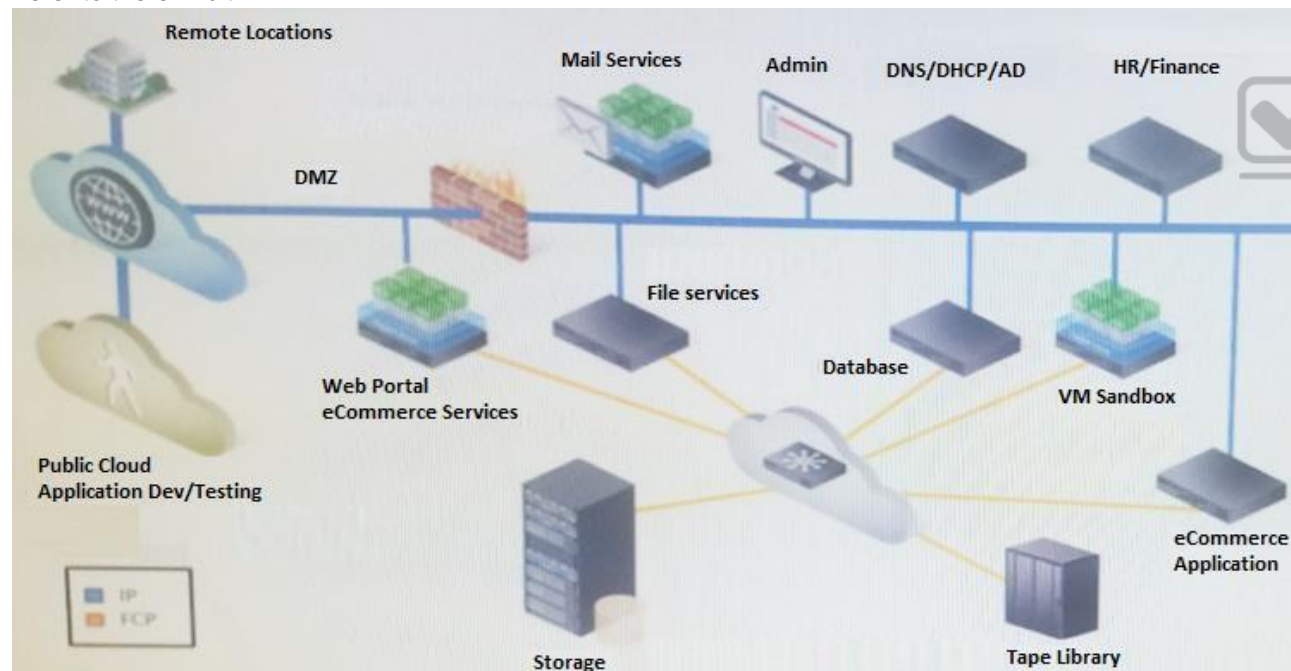 Remote Locations
Mail Services
Admin
DNS/DHCP/AD
HR/Finance
DMZ
WWW
File services
Web Portal
eCommerce Services
Database
VM Sandbox
Public Cloud
Application Dev/Testing
eCommerce
Application
IP
FCP
Storage
Tape Library